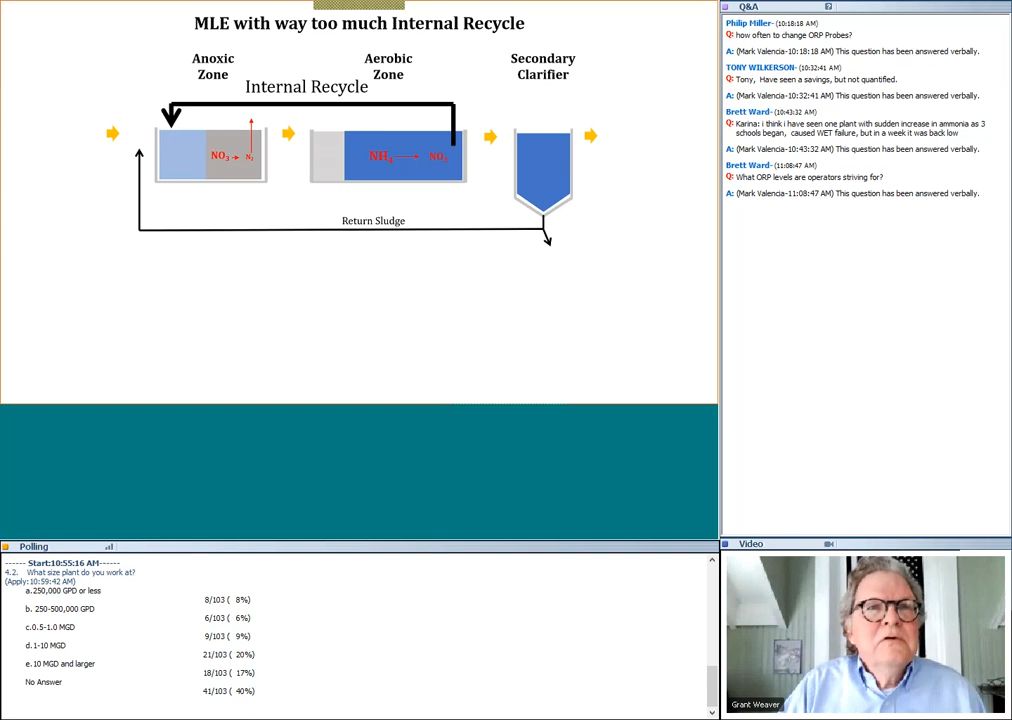 MLE with way too much Internal Recycle
Anoxic
Zone
Aerobic
Zone
Secondary
Clarifier
Internal Recycle
NO3
N2
NH4
NO3
Return Sludge
Q&A
Philip Miller- (10:18:18 AM)
Q: how often to change ORP Probes?
A: (Mark Valencia-10:18:18 AM) This question has been answered verbally.
TONY WILKERSON- (10:32:41 AM)
Q: Tony, Have seen a savings, but not quantified.
A: (Mark Valencia-10:32:41 AM) This question has been answered verbally.
Brett Ward- (10:43:32 AM)
Q: Karina: i think i have seen one plant with sudden increase in ammonia as 3
schools began, caused WET failure, but in a week it was back low
A: (Mark Valencia-10:43:32 AM) This question has been answered verbally.
Brett Ward- (11:08:47 AM)
Q: What ORP levels are operators striving for?
A: (Mark Valencia-11:08:47 AM) This question has been answered verbally.
Polling
------ Start:10:55:16 AM------
4.2. What size plant do you work at?
(Apply:10:59:42 AM)
a.250,000 GPD or less
8/103 ( 8%)
b. 250-500,000 GPD
6/103 ( 6%)
c.0.5-1.0 MGD
9/103 ( 9%)
d.1-10 MGD
21/103 ( 20%)
e.10 MGD and larger
18/103 ( 17%)
No Answer
41/103 ( 40%)
Video
Grant Weaver